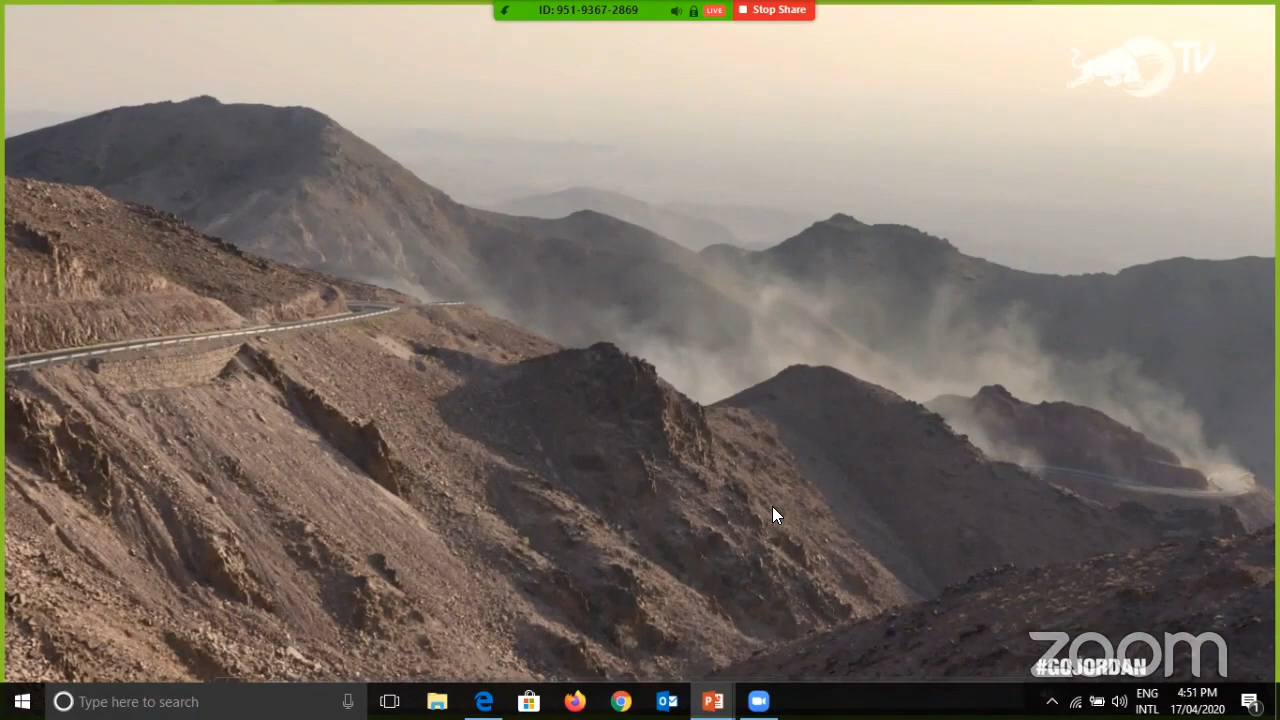 ID: 951-9367-2869
LIVE
Stop Share
TV
zoom
#GOJORDAN
Type here to search
ENG
INTL
4:51 PM
17/04/2020
1